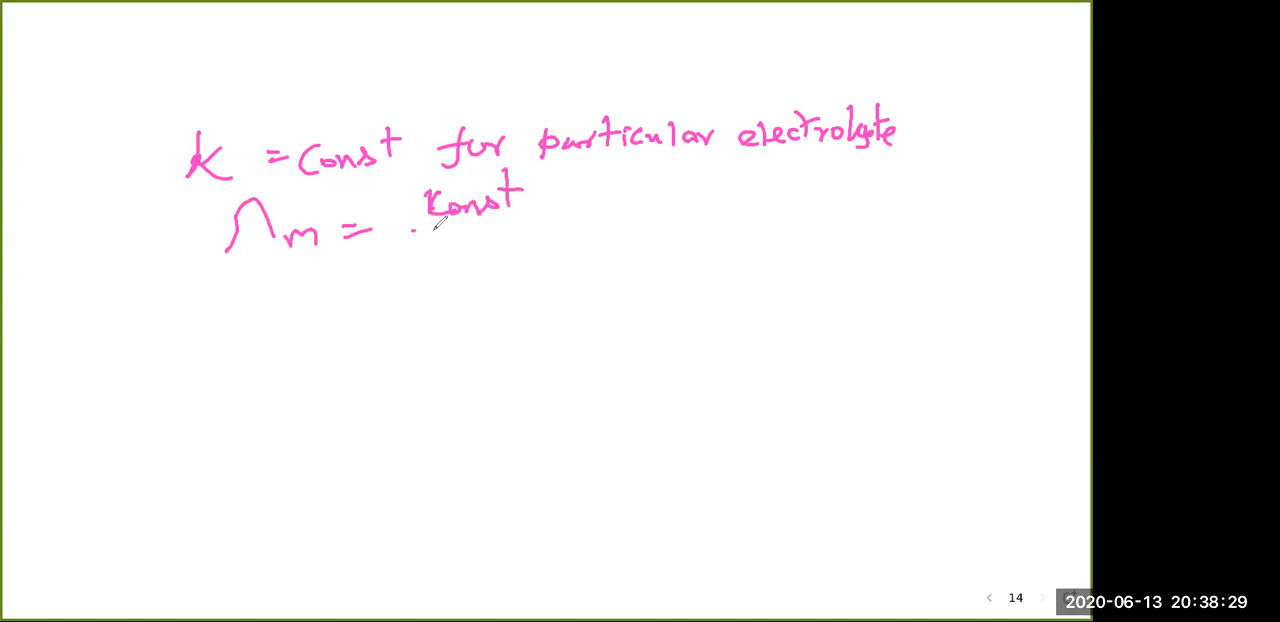 K = const for particular electrolyte
Λm = const
< 14 >
2020-06-13 20:38:29